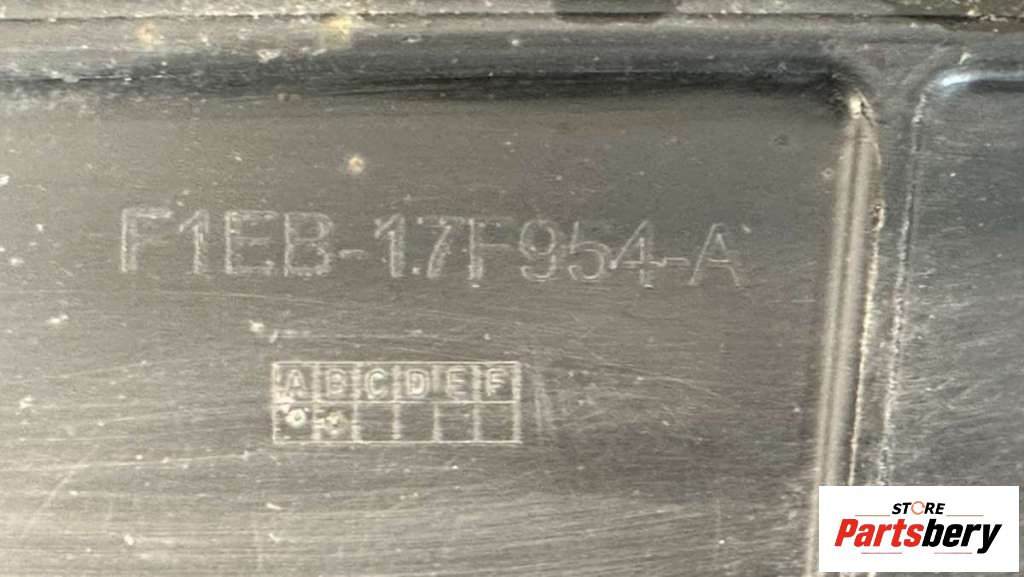 F1EB-17F954-A
A B C D E F
STORE
Partsbery